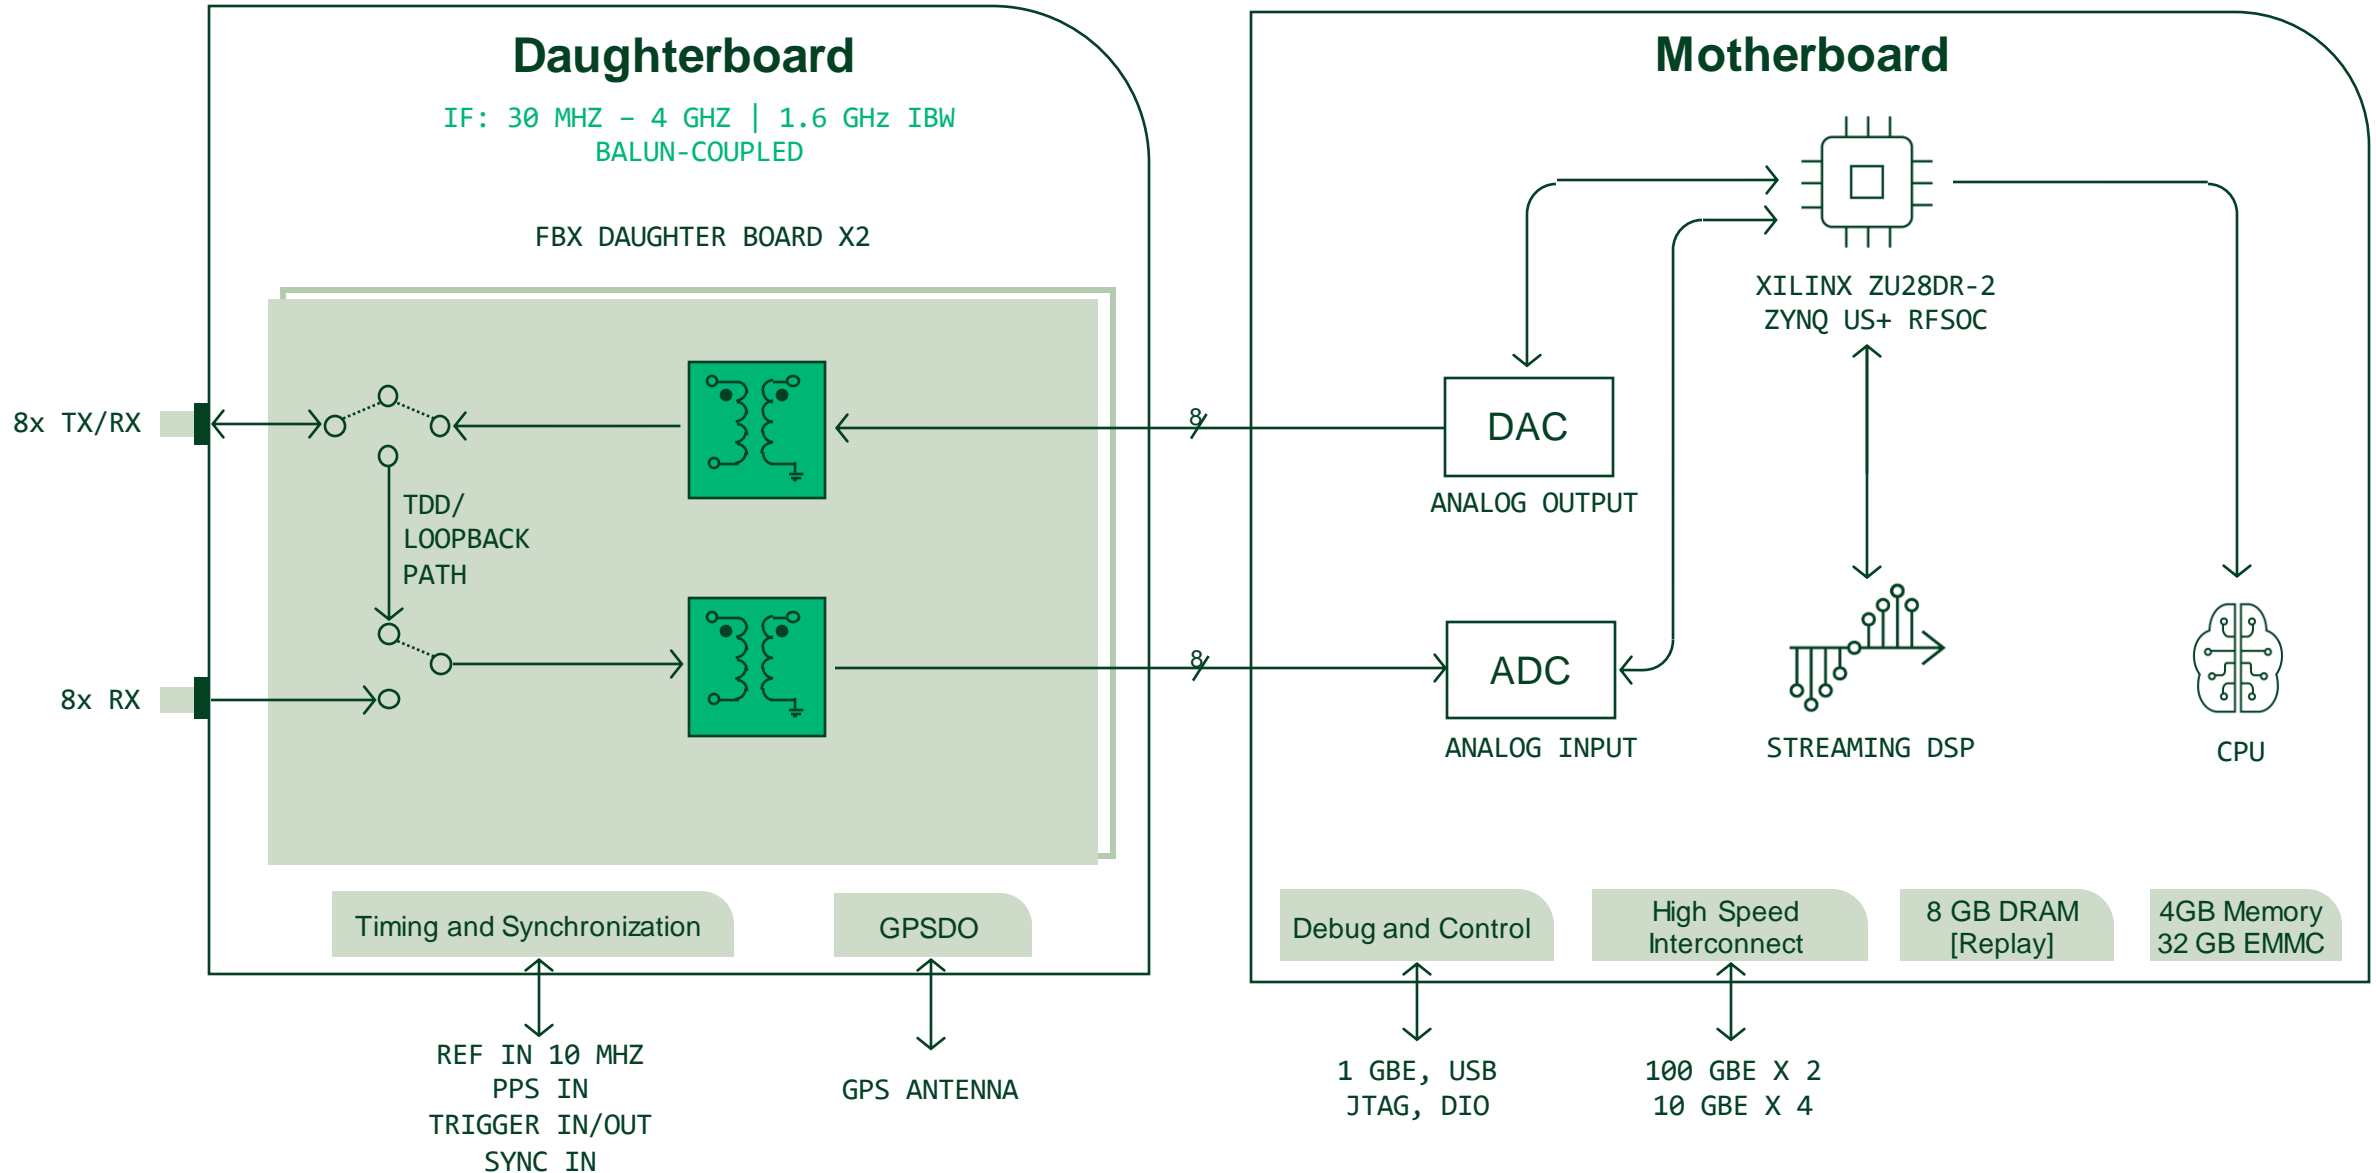 Daughterboard
IF: 30 MHZ – 4 GHZ | 1.6 GHz IBW
BALUN-COUPLED
FBX DAUGHTER BOARD X2
8x TX/RX
TDD/
LOOPBACK
PATH
8x RX
8
8
Timing and Synchronization
GPSDO
REF IN 10 MHZ
PPS IN
TRIGGER IN/OUT
SYNC IN
GPS ANTENNA
Motherboard
XILINX ZU28DR-2
ZYNQ US+ RFSOC
DAC
ANALOG OUTPUT
ADC
ANALOG INPUT
STREAMING DSP
CPU
Debug and Control
High Speed
Interconnect
8 GB DRAM
[Replay]
4GB Memory
32 GB EMMC
1 GBE, USB
JTAG, DIO
100 GBE X 2
10 GBE X 4